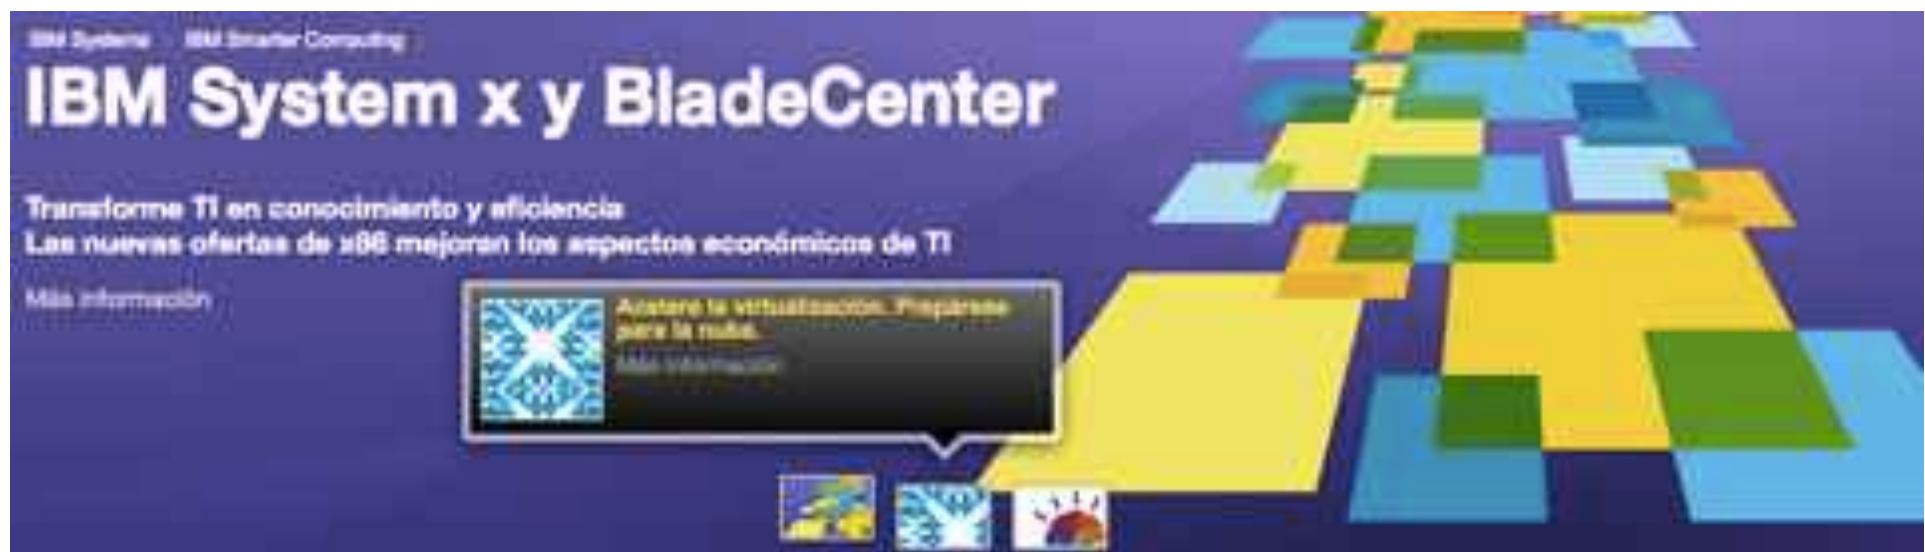 IBM Systems IBM Smarter Computing
IBM System x y BladeCenter
Transforme TI en conocimiento y eficiencia
Las nuevas ofertas de x86 mejoran los aspectos económicos de TI
Más información
Acelere la virtualización. Prepárese
para la nube.
Más información